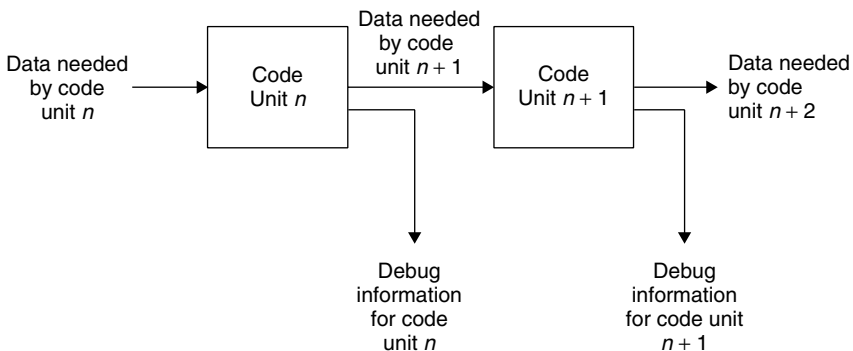 Data needed
by code
unit n
Code
Unit n
Data needed
by code
unit n + 1
Code
Unit n + 1
Data needed
by code
unit n + 2
Debug
information
for code
unit n
Debug
information
for code unit
n + 1